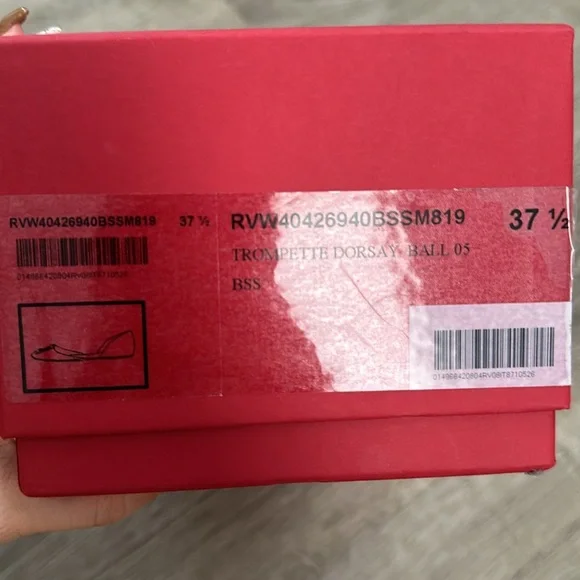 RVW40426940BSSM819 37 ½
RVW40426940BSSM819 37 ½
TROMPETTE DORSAY BALL 05
BSS